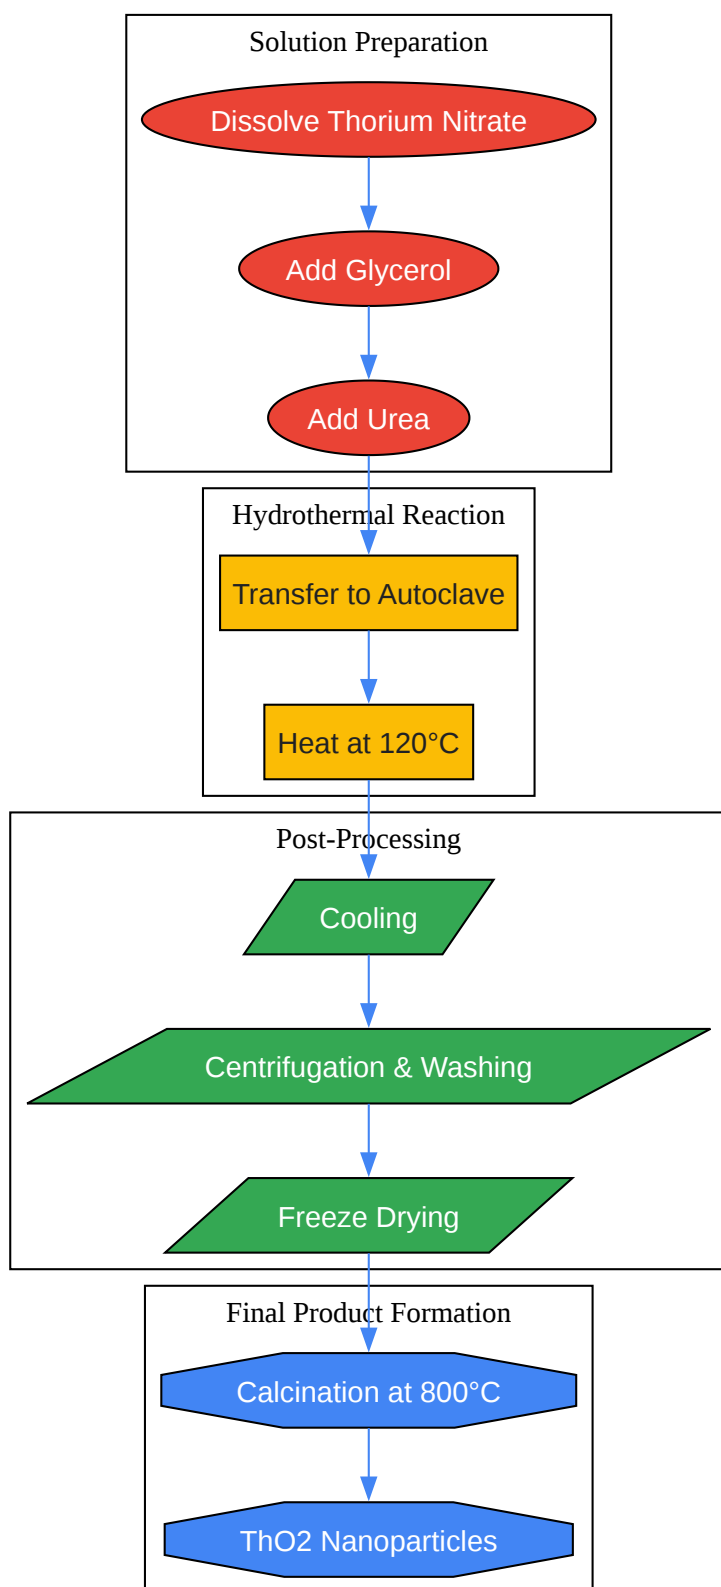 Solution Preparation
Dissolve Thorium Nitrate
Add Glycerol
Add Urea
Hydrothermal Reaction
Transfer to Autoclave
Heat at 120°C
Post-Processing
Cooling
Centrifugation & Washing
Freeze Drying
Final Product Formation
Calcination at 800°C
ThO2 Nanoparticles